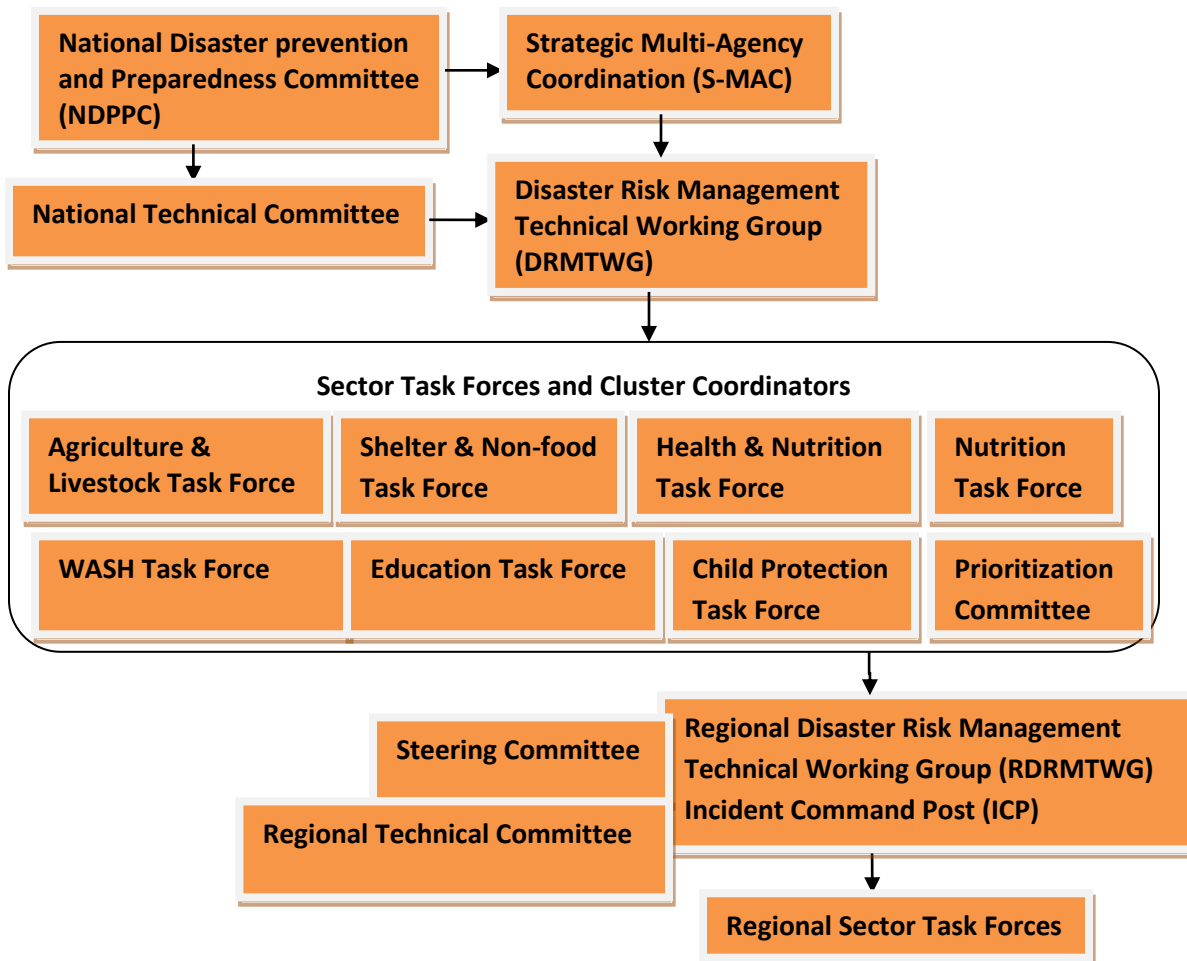 National Disaster prevention
and Preparedness Committee
(NDPPC)
Strategic Multi-Agency
Coordination (S-MAC)
National Technical Committee
Disaster Risk Management
Technical Working Group
(DRMTWG)
Sector Task Forces and Cluster Coordinators
Agriculture &
Livestock Task Force
Shelter & Non-food
Task Force
Health & Nutrition
Task Force
Nutrition
Task Force
WASH Task Force
Education Task Force
Child Protection
Task Force
Prioritization
Committee
Steering Committee
Regional Technical Committee
Regional Disaster Risk Management
Technical Working Group (RDRMTWG)
Incident Command Post (ICP)
Regional Sector Task Forces